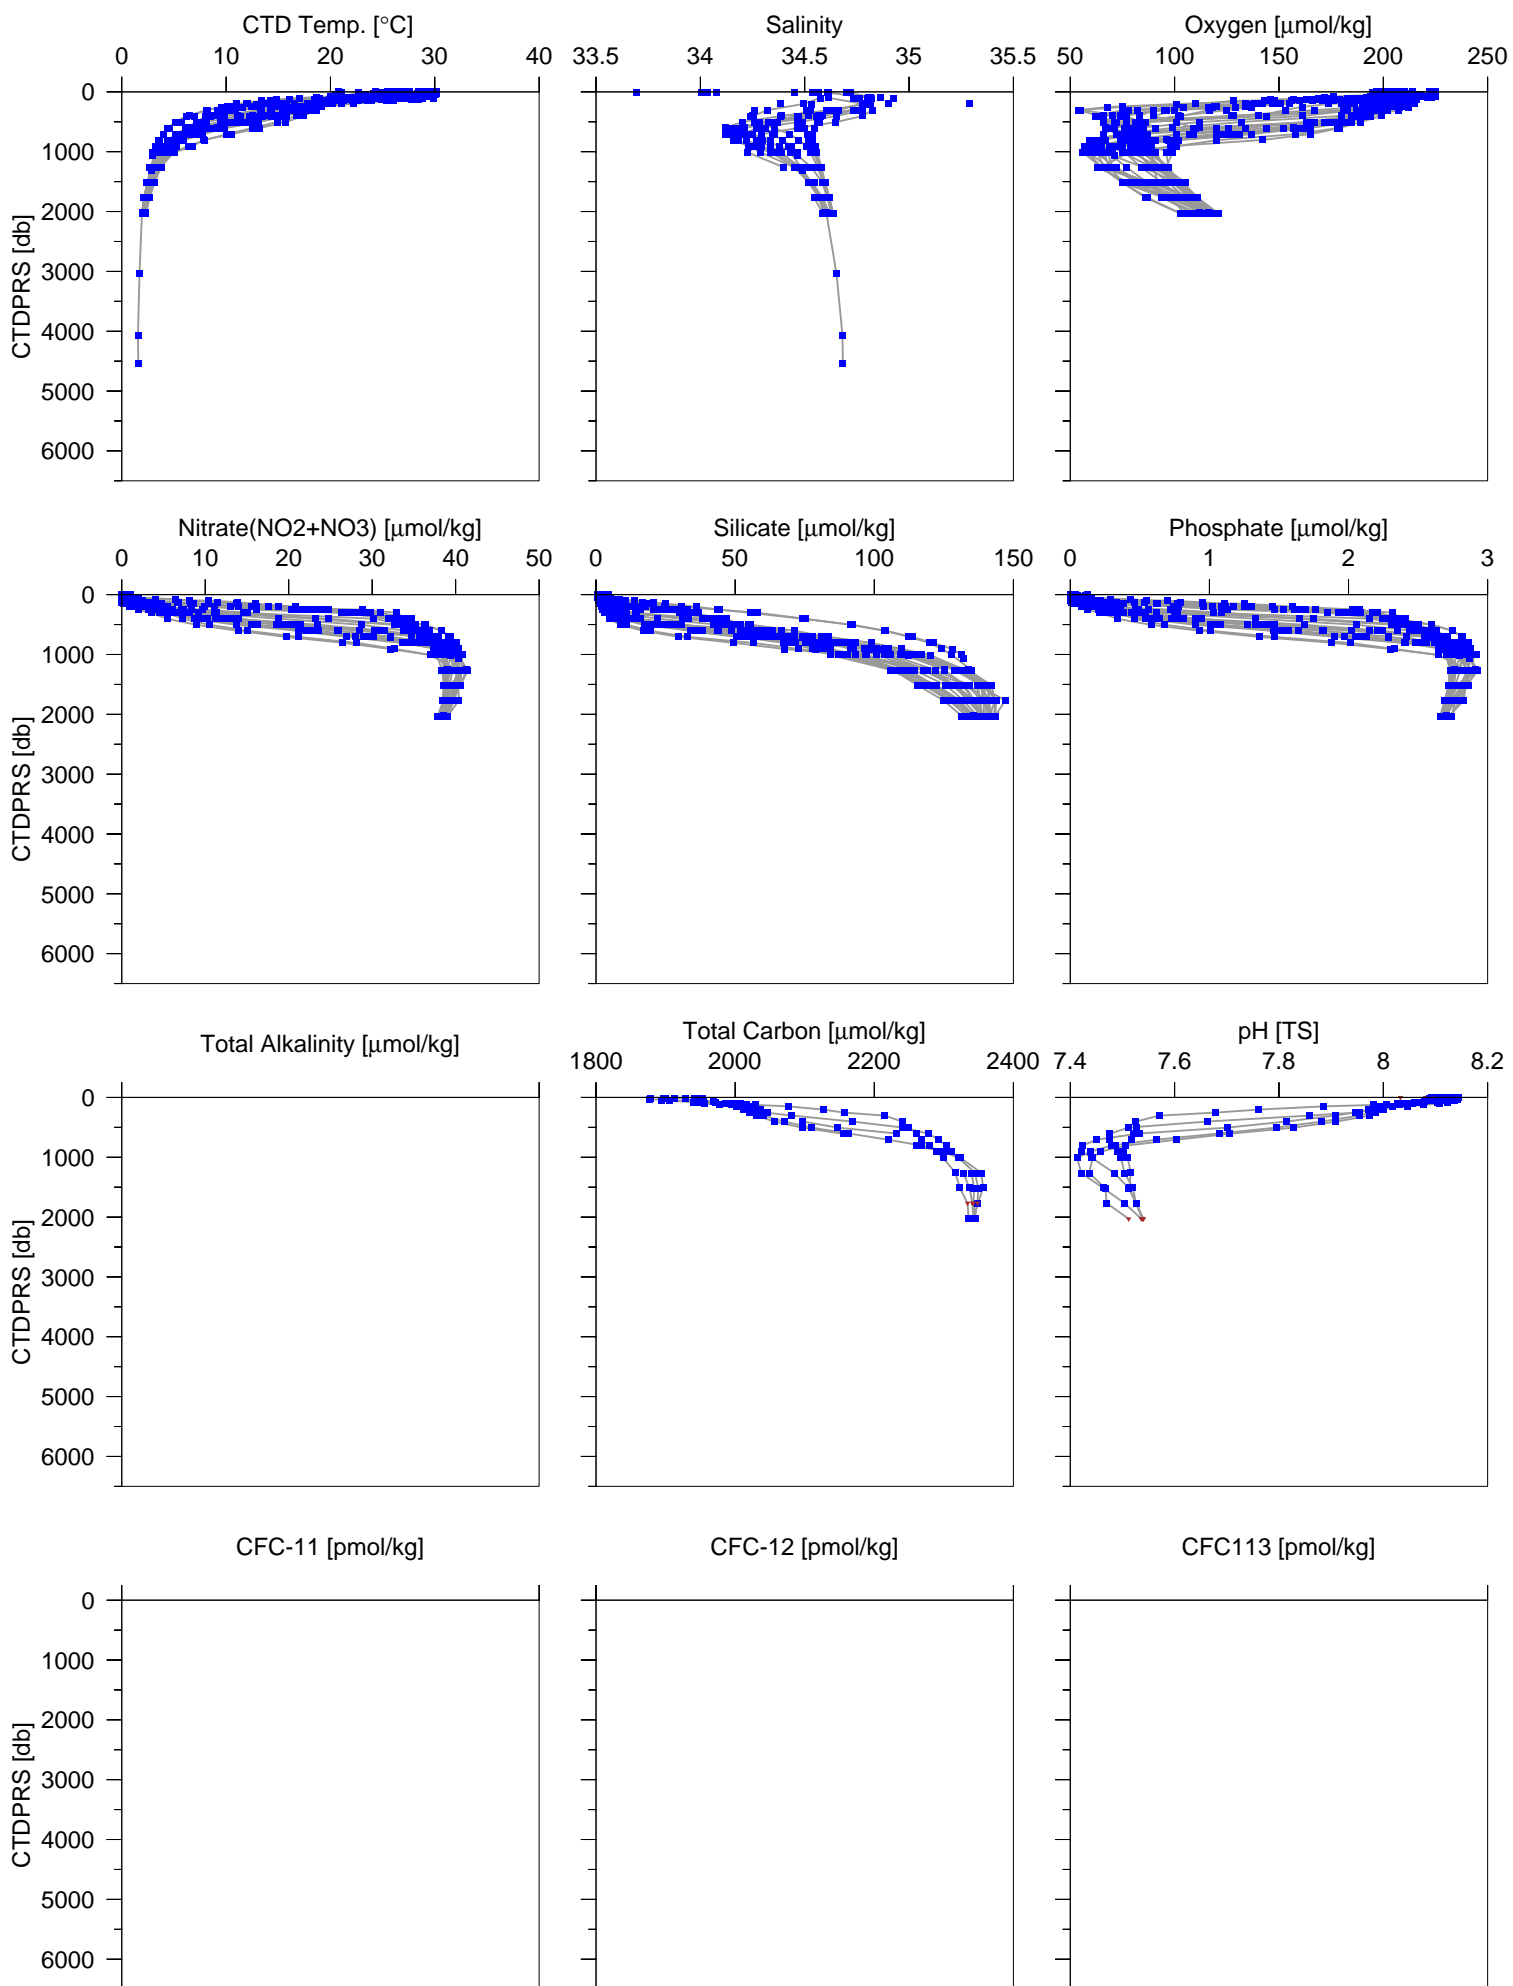 CTD Temp. [°C] Salinity Oxygen [μmol/kg]
0 10 20 30 40 33.5 34 34.5 35 35.5 50 100 150 200 250
0
1000
2000
3000
4000
5000
6000
CTDPRS [db]
Nitrate(NO2+NO3) [μmol/kg] Silicate [μmol/kg] Phosphate [μmol/kg]
0 10 20 30 40 50 0 50 100 150 0 1 2 3
0
1000
2000
3000
4000
5000
6000
CTDPRS [db]
Total Alkalinity [μmol/kg] Total Carbon [μmol/kg] pH [TS]
1800 2000 2200 2400 7.4 7.6 7.8 8 8.2
0
1000
2000
3000
4000
5000
6000
CTDPRS [db]
CFC-11 [pmol/kg] CFC-12 [pmol/kg] CFC113 [pmol/kg]
0
1000
2000
3000
4000
5000
6000
CTDPRS [db]